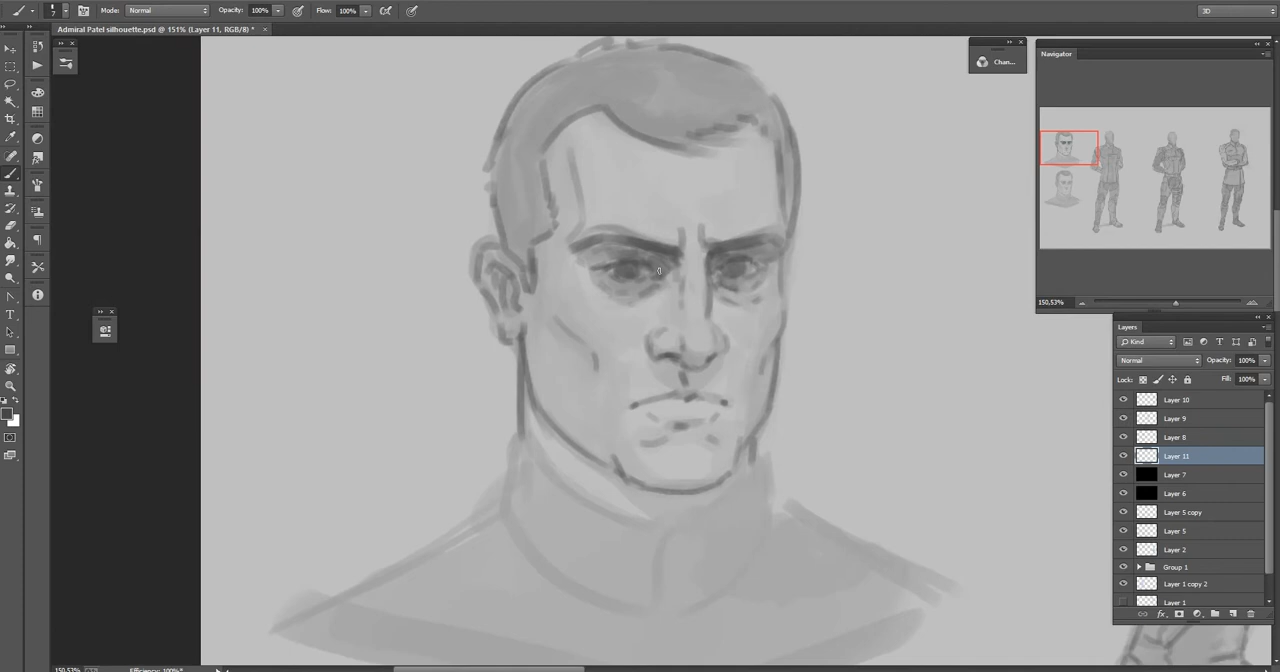 Mode: Normal Opacity: 100% Flow: 100% 3D
Admiral Patel silhouette.psd @ 151% (Layer 11, RGB/8) *
Chan...
Navigator
150,53%
Layers
Kind
Normal Opacity: 100%
Lock: Fill: 100%
Layer 10
Layer 9
Layer 8
Layer 11
Layer 7
Layer 6
Layer 5 copy
Layer 5
Layer 2
Group 1
Layer 1 copy 2
Layer 1
150,53% Efficiency: 100%*